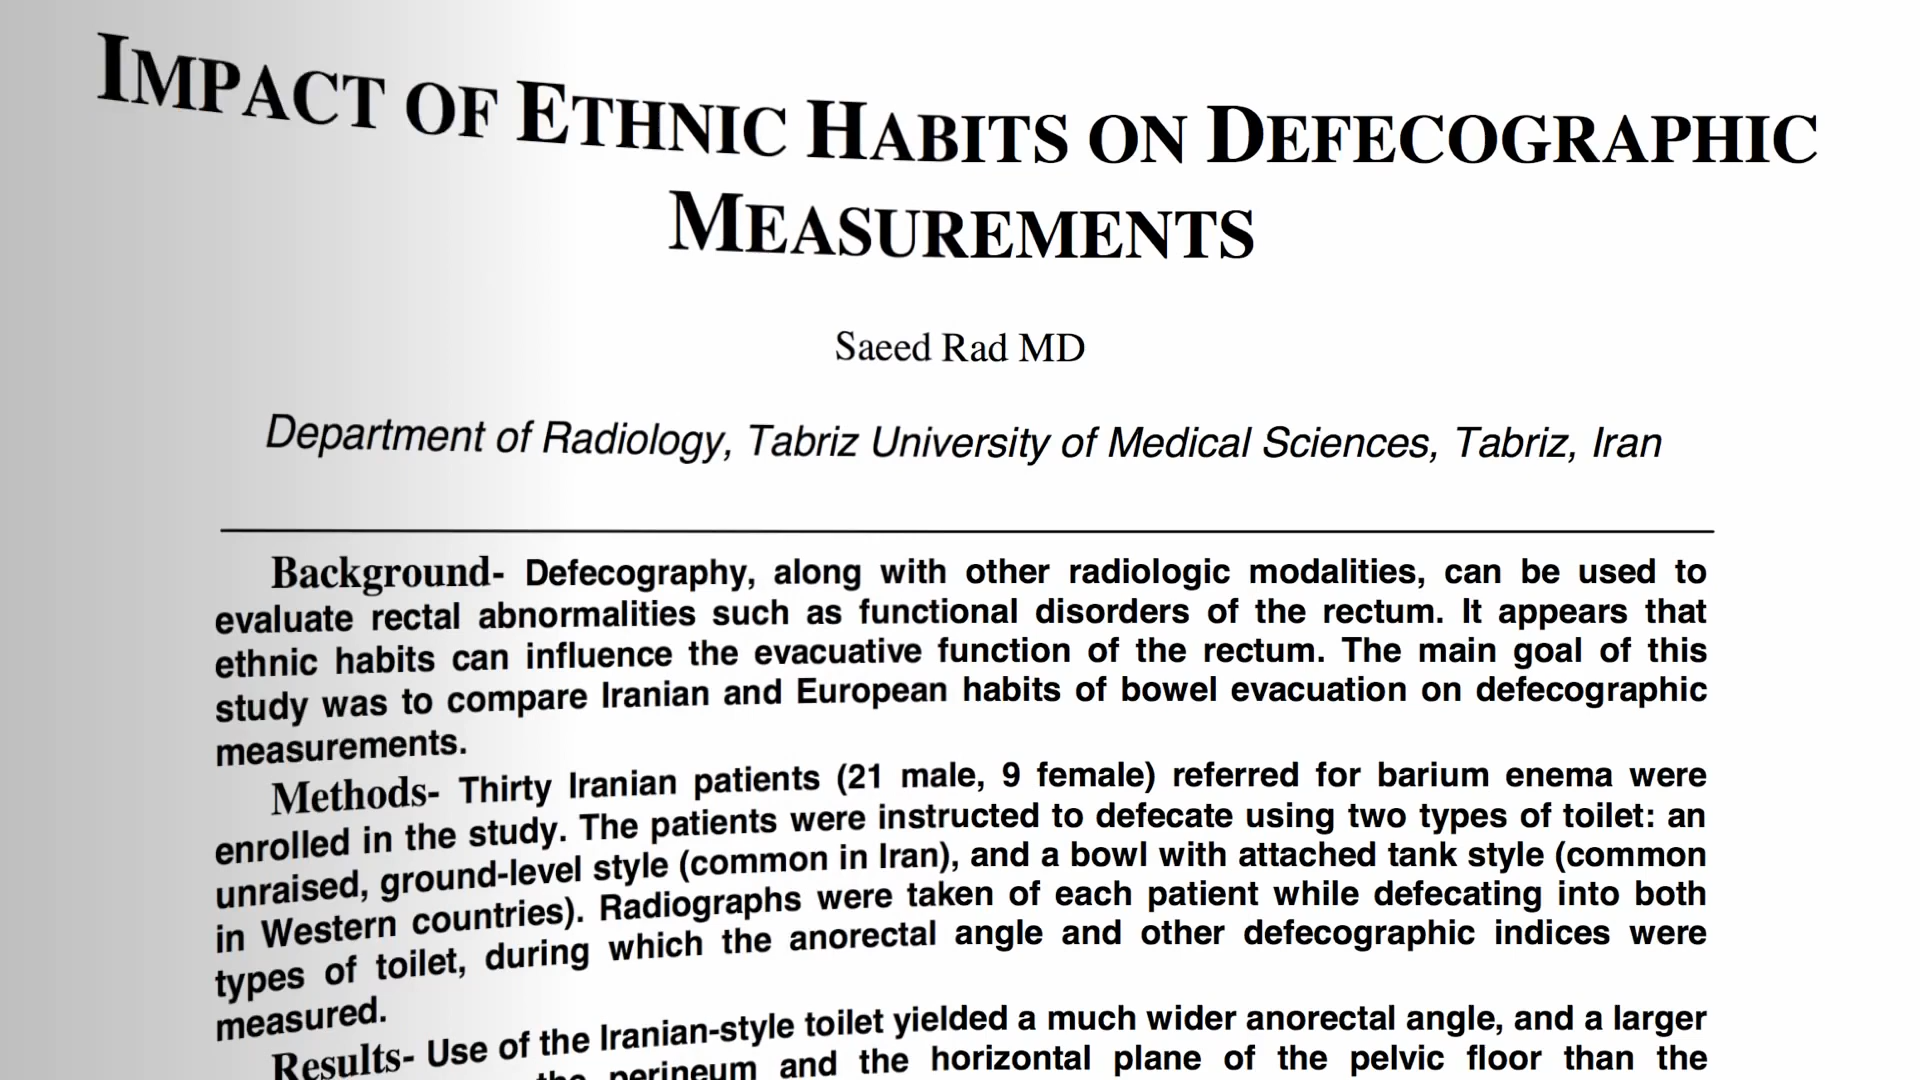 IMPACT OF ETHNIC HABITS ON DEFECOGRAPHIC
MEASUREMENTS
Saeed Rad MD
Department of Radiology, Tabriz University of Medical Sciences, Tabriz, Iran
Background- Defecography, along with other radiologic modalities, can be used to
evaluate rectal abnormalities such as functional disorders of the rectum. It appears that
ethnic habits can influence the evacuative function of the rectum. The main goal of this
study was to compare Iranian and European habits of bowel evacuation on defecographic
measurements.
Methods- Thirty Iranian patients (21 male, 9 female) referred for barium enema were
enrolled in the study. The patients were instructed to defecate using two types of toilet: an
unraised, ground-level style (common in Iran), and a bowl with attached tank style (common
in Western countries). Radiographs were taken of each patient while defecating into both
types of toilet, during which the anorectal angle and other defecographic indices were
measured.
Results- Use of the Iranian-style toilet yielded a much wider anorectal angle, and a larger
the perineum and the horizontal plane of the pelvic floor than the